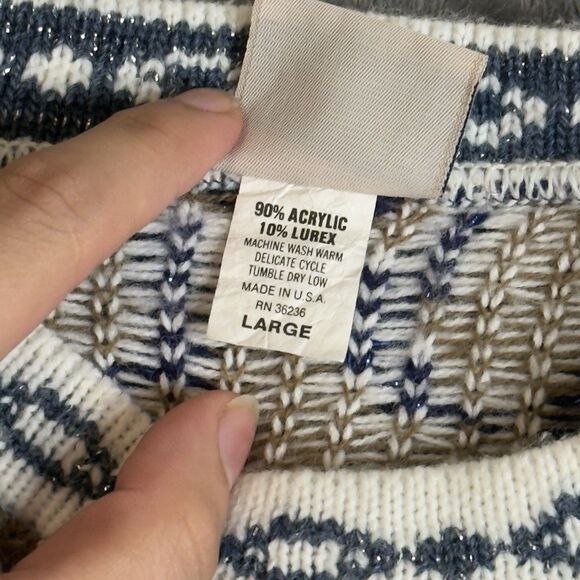 90% ACRYLIC
10% LUREX
MACHINE WASH WARM
DELICATE CYCLE
TUMBLE DRY LOW
MADE IN U.S.A.
RN 36236
LARGE